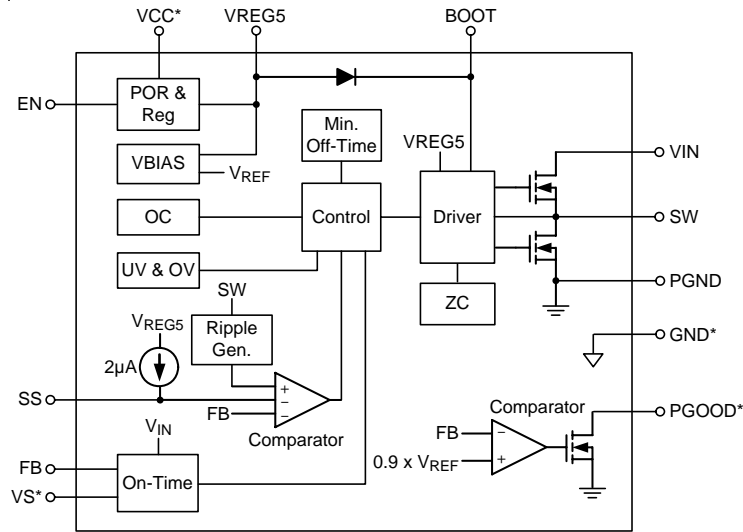 VCC*
VREG5
BOOT
EN
POR &
Reg
Min.
Off-Time
VREG5
VIN
VBIAS
VREF
OC
Control
Driver
SW
UV & OV
SW
ZC
PGND
VREG5
Ripple
Gen.
GND*
2µA
+
−
−
SS
FB
Comparator
Comparator
PGOOD*
VIN
FB
−
FB
0.9 x VREF
+
On-Time
VS*